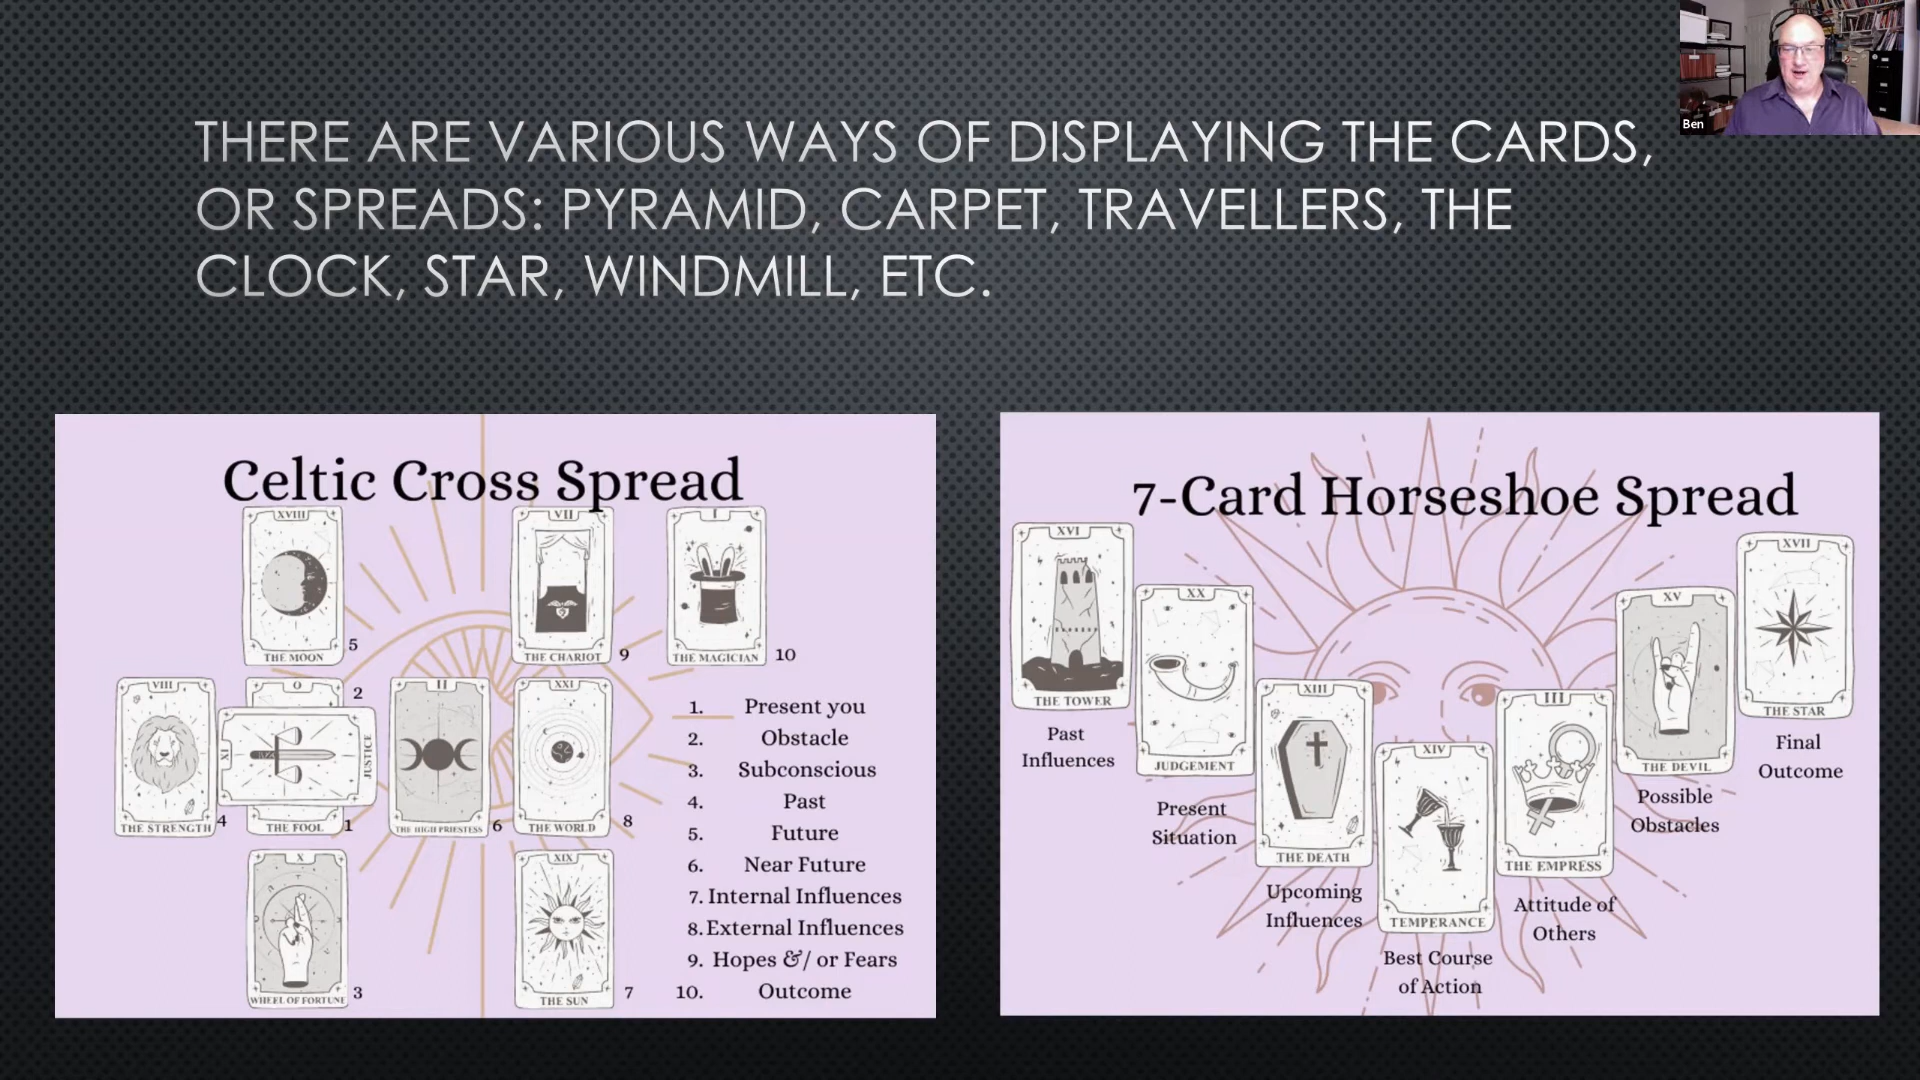 Ben
THERE ARE VARIOUS WAYS OF DISPLAYING THE CARDS,
OR SPREADS: PYRAMID, CARPET, TRAVELLERS, THE
CLOCK, STAR, WINDMILL, ETC.
Celtic Cross Spread
XVIII
THE MOON
5
VII
THE CHARIOT
9
I
THE MAGICIAN
10
VIII
THE STRENGTH
4
O
2
XI
JUSTICE
THE FOOL
1
II
THE HIGH PRIESTESS
6
XXI
THE WORLD
8
X
WHEEL OF FORTUNE
3
XIX
THE SUN
7
1. Present you
2. Obstacle
3. Subconscious
4. Past
5. Future
6. Near Future
7. Internal Influences
8. External Influences
9. Hopes &/ or Fears
10. Outcome
7-Card Horseshoe Spread
XVI
THE TOWER
Past
Influences
XX
JUDGEMENT
Present
Situation
XIII
THE DEATH
Upcoming
Influences
XIV
TEMPERANCE
Best Course
of Action
III
THE EMPRESS
Attitude of
Others
XV
THE DEVIL
Possible
Obstacles
XVII
THE STAR
Final
Outcome